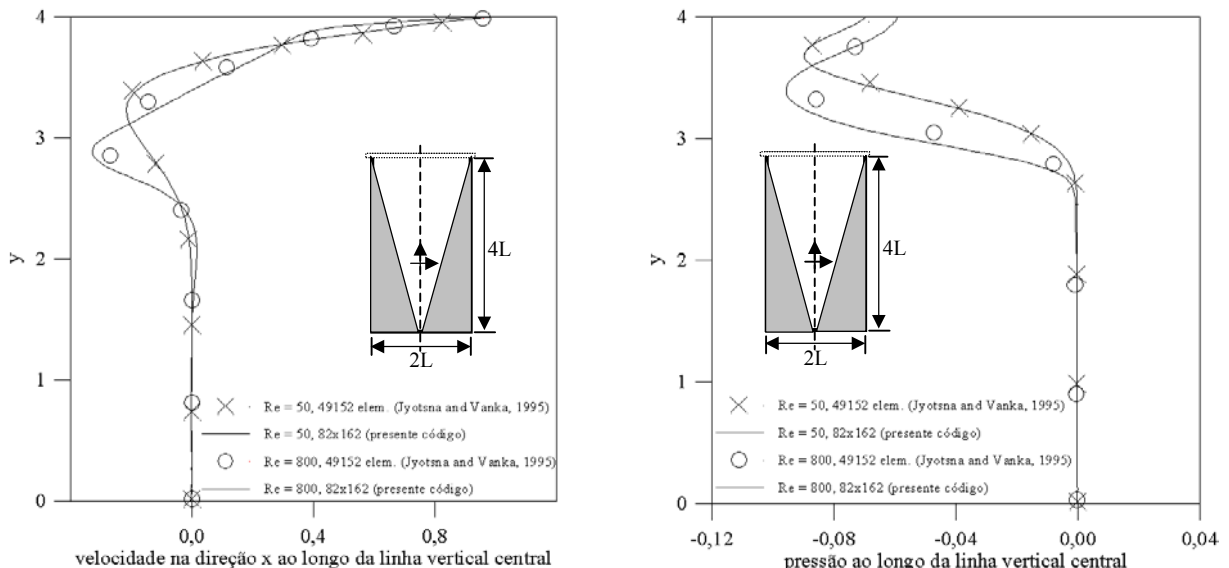 4
3
2
1
0
y
4L
2L
Re = 50, 49152 elem. (Jyotsna and Vanka, 1995)
Re = 50, 82x162 (presente código)
Re = 800, 49152 elem. (Jyotsna and Vanka, 1995)
Re = 800, 82x162 (presente código)
0,0 0,4 0,8
velocidade na direção x ao longo da linha vertical central
4
3
2
1
0
y
4L
2L
Re = 50, 49152 elem. (Jyotsna and Vanka, 1995)
Re = 50, 82x162 (presente código)
Re = 800, 49152 elem. (Jyotsna and Vanka, 1995)
Re = 800, 82x162 (presente código)
-0,12 -0,08 -0,04 0,00 0,04
pressão ao longo da linha vertical central